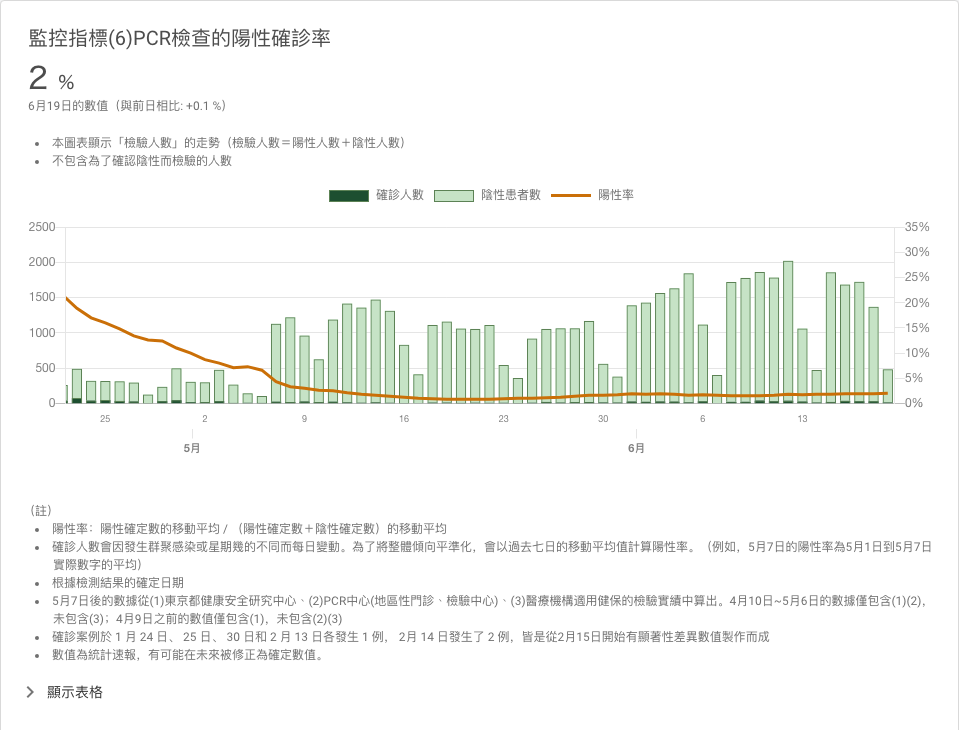 監控指標(6)PCR檢查的陽性確診率
2 %
6月19日的數值（與前日相比: +0.1 %）
本圖表顯示「檢驗人數」的走勢（檢驗人數＝陽性人數＋陰性人數）
不包含為了確認陰性而檢驗的人數
確診人數 陰性患者數 陽性率
2500 35%
30%
2000
25%
1500 20%
15%
1000
10%
500
5%
0 0%
25 2 9 16 23 30 6 13
5月 6月
（註）
陽性率：陽性確定數的移動平均 / （陽性確定數＋陰性確定數）的移動平均
確診人數會因發生群聚感染或星期幾的不同而每日變動。為了將整體傾向平準化，會以過去七日的移動平均值計算陽性率。（例如，5月7日的陽性率為5月1日到5月7日
實際數字的平均）
根據檢測結果的確定日期
5月7日後的數據從(1)東京都健康安全研究中心、(2)PCR中心(地區性門診、檢驗中心)、(3)醫療機構適用健保的檢驗實績中算出。4月10日~5月6日的數據僅包含(1)(2)，
未包含(3)；4月9日之前的數值僅包含(1)，未包含(2)(3)
確診案例於 1 月 24 日、 25 日、 30 日和 2 月 13 日各發生 1 例， 2月 14 日發生了 2 例，皆是從2月15日開始有顯著性差異數值製作而成
數值為統計速報，有可能在未來被修正為確定數值。
顯示表格